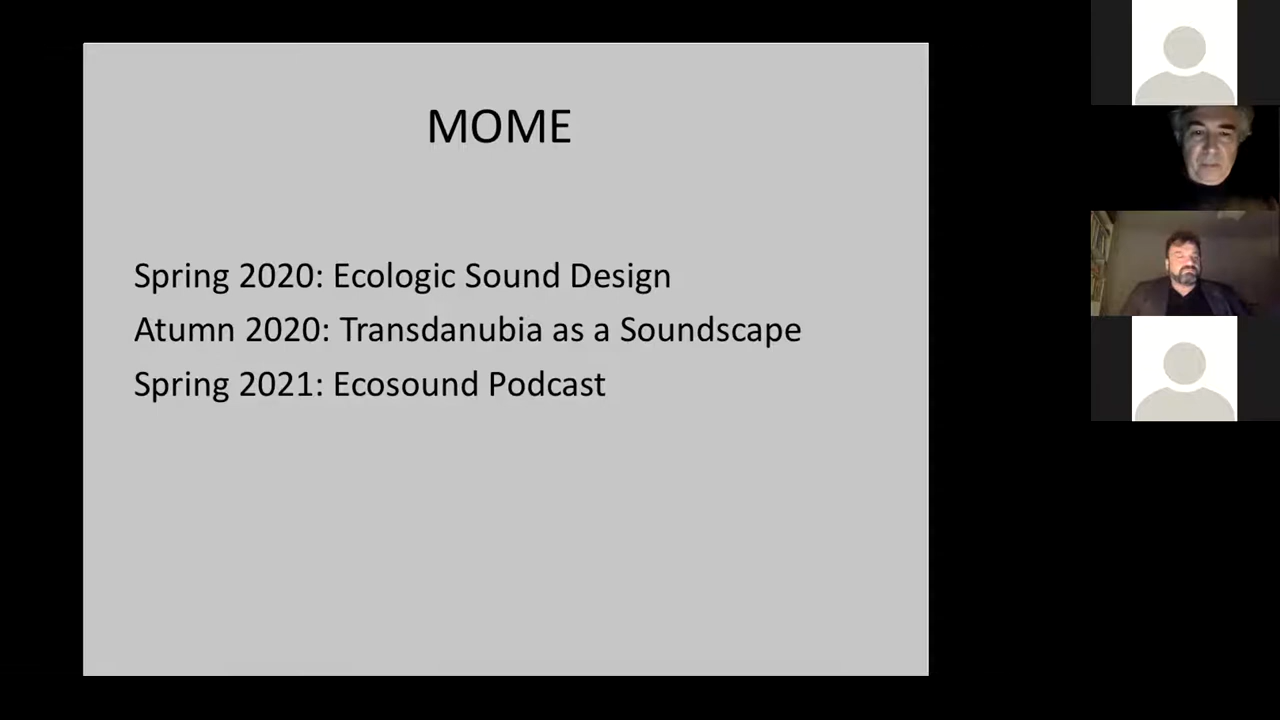 MOME
Spring 2020: Ecologic Sound Design
Atumn 2020: Transdanubia as a Soundscape
Spring 2021: Ecosound Podcast